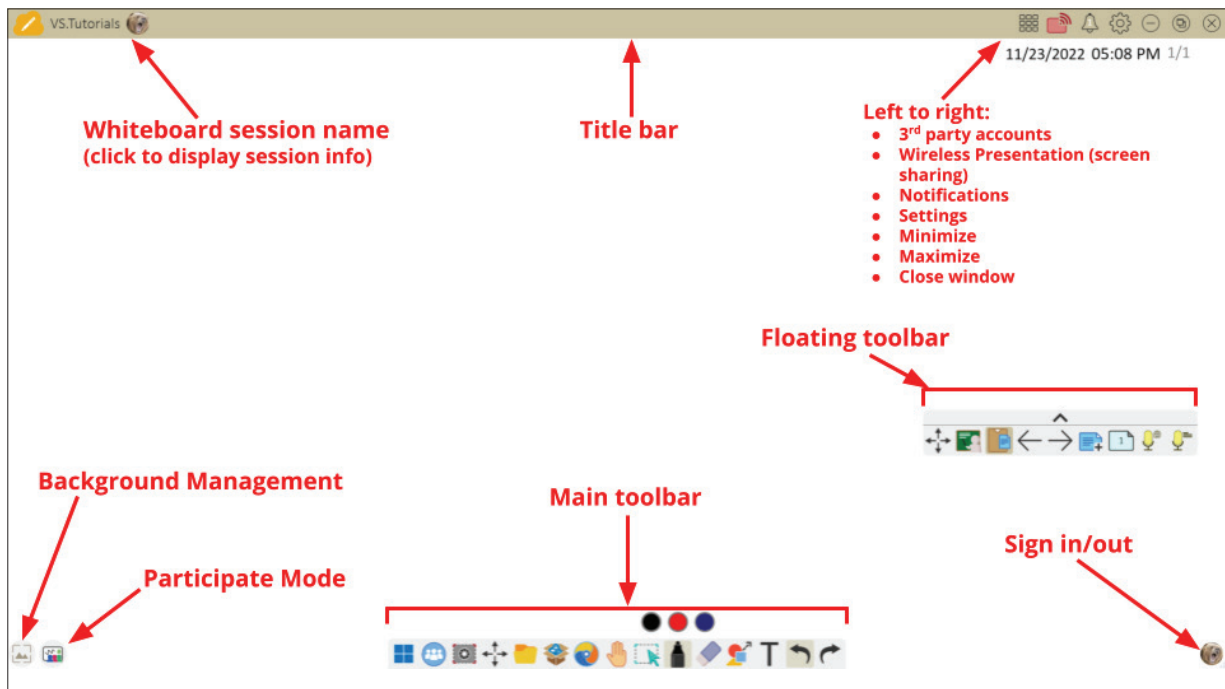 VS.Tutorials
11/23/2022 05:08 PM 1/1
Whiteboard session name
(click to display session info)
Title bar
Left to right:
● 3rd party accounts
● Wireless Presentation (screen
sharing)
● Notifications
● Settings
● Minimize
● Maximize
● Close window
Floating toolbar
1
Background Management
Main toolbar
Sign in/out
Participate Mode
T